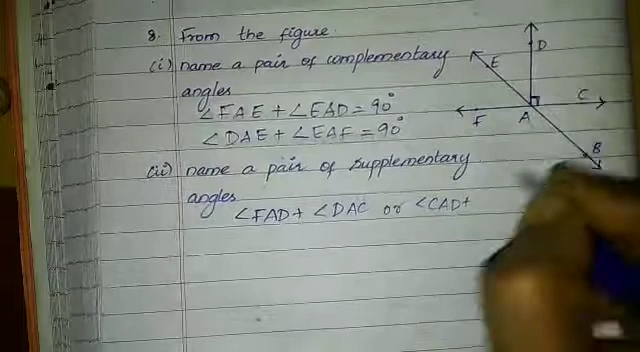 8. From the figure.
(i) name a pair of complementary
angles
∠FAE + ∠EAD = 90°
∠DAE + ∠EAF = 90°
(ii) name a pair of supplementary
angles
∠FAD + ∠DAC or ∠CAD +
D
E
C
F
A
B